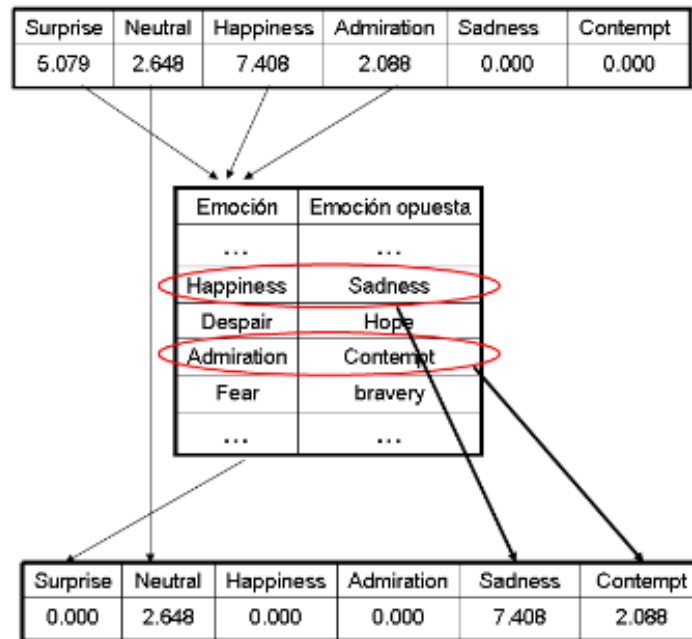 Surprise Neutral Happiness Admiration Sadness Contempt
5.079 2.648 7.408 2.088 0.000 0.000
Emoción Emoción opuesta
... ...
Happiness Sadness
Despair Hope
Admiration Contempt
Fear bravery
... ...
Surprise Neutral Happiness Admiration Sadness Contempt
0.000 2.648 0.000 0.000 7.408 2.088